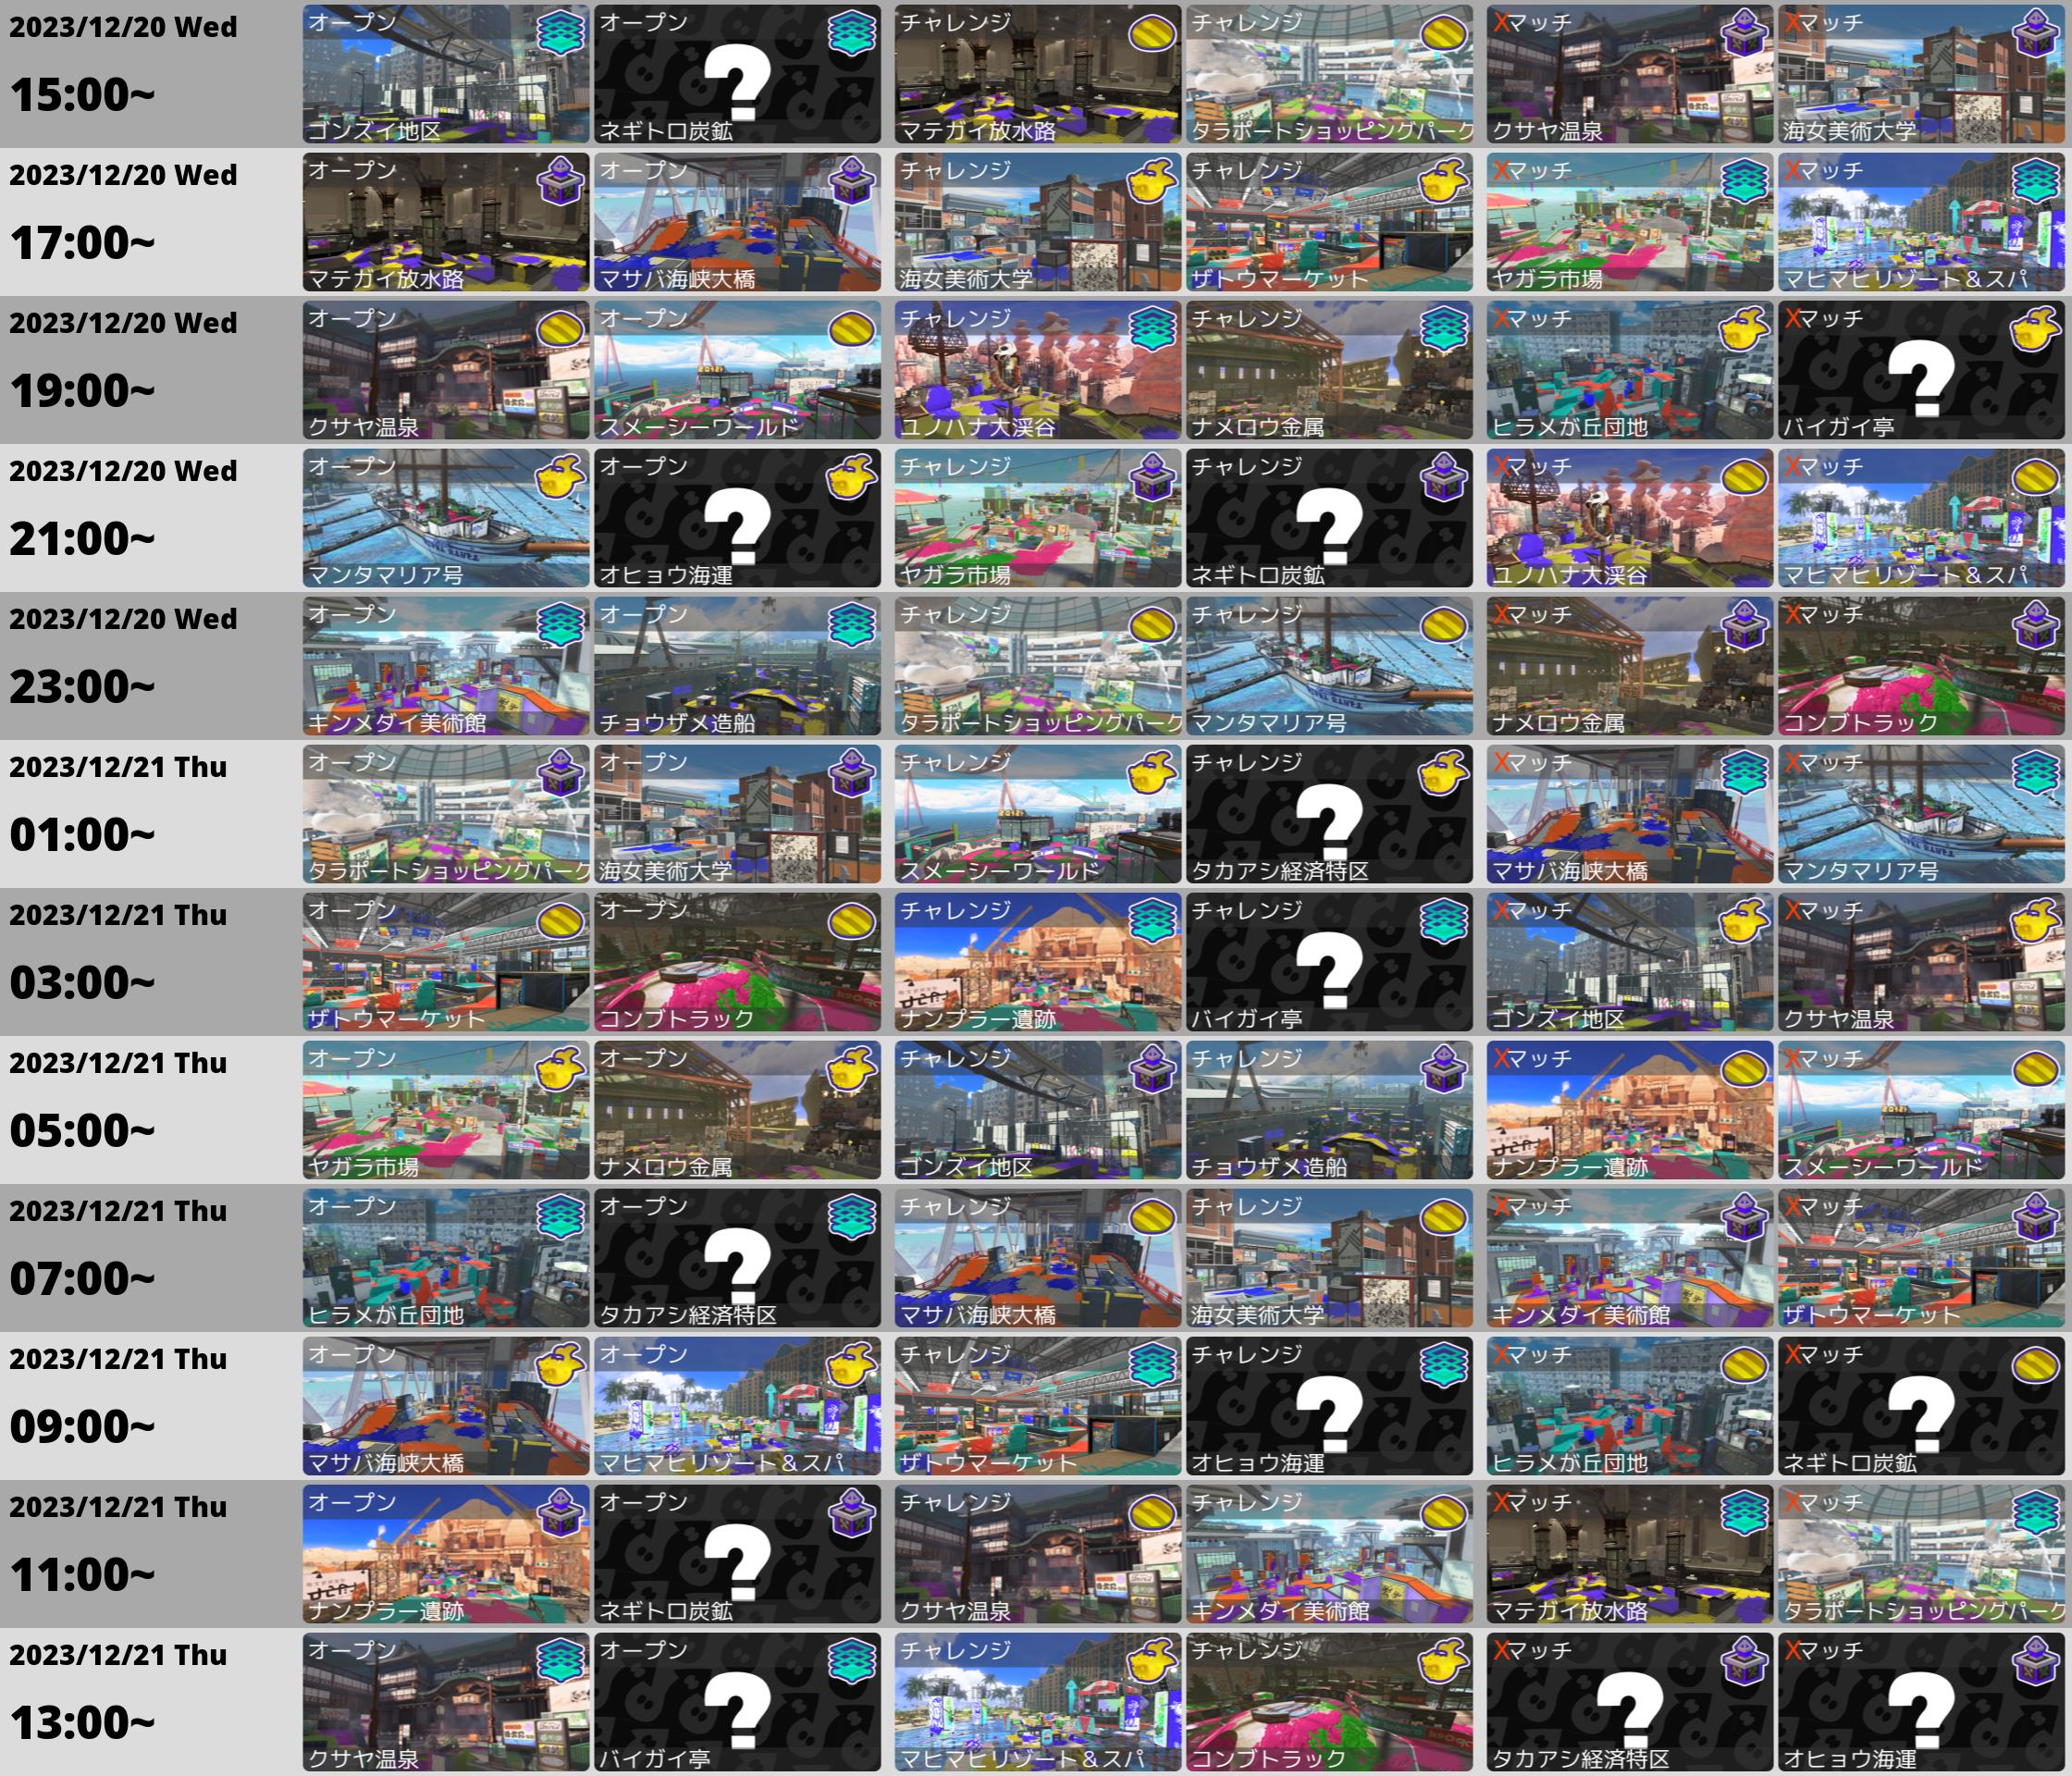 2023/12/20 Wed
15:00~
オープン
ゴンズイ地区
オープン
ネギトロ炭鉱
チャレンジ
マテガイ放水路
チャレンジ
タラポートショッピングパーク
Xマッチ
クサヤ温泉
Xマッチ
海女美術大学
2023/12/20 Wed
17:00~
オープン
マテガイ放水路
オープン
マサバ海峡大橋
チャレンジ
海女美術大学
チャレンジ
ザトウマーケット
Xマッチ
ヤガラ市場
Xマッチ
マヒマヒリゾート＆スパ
2023/12/20 Wed
19:00~
オープン
クサヤ温泉
オープン
スメーシーワールド
チャレンジ
ユノハナ大渓谷
チャレンジ
ナメロウ金属
Xマッチ
ヒラメが丘団地
Xマッチ
バイガイ亭
2023/12/20 Wed
21:00~
オープン
マンタマリア号
オープン
オヒョウ海運
チャレンジ
ヤガラ市場
チャレンジ
ネギトロ炭鉱
Xマッチ
ユノハナ大渓谷
Xマッチ
マヒマヒリゾート＆スパ
2023/12/20 Wed
23:00~
オープン
キンメダイ美術館
オープン
チョウザメ造船
チャレンジ
タラポートショッピングパーク
チャレンジ
マンタマリア号
Xマッチ
ナメロウ金属
Xマッチ
コンブトラック
2023/12/21 Thu
01:00~
オープン
タラポートショッピングパーク
オープン
海女美術大学
チャレンジ
スメーシーワールド
チャレンジ
タカアシ経済特区
Xマッチ
マサバ海峡大橋
Xマッチ
マンタマリア号
2023/12/21 Thu
03:00~
オープン
ザトウマーケット
オープン
コンブトラック
チャレンジ
ナンプラー遺跡
チャレンジ
バイガイ亭
Xマッチ
ゴンズイ地区
Xマッチ
クサヤ温泉
2023/12/21 Thu
05:00~
オープン
ヤガラ市場
オープン
ナメロウ金属
チャレンジ
ゴンズイ地区
チャレンジ
チョウザメ造船
Xマッチ
ナンプラー遺跡
Xマッチ
スメーシーワールド
2023/12/21 Thu
07:00~
オープン
ヒラメが丘団地
オープン
タカアシ経済特区
チャレンジ
マサバ海峡大橋
チャレンジ
海女美術大学
Xマッチ
キンメダイ美術館
Xマッチ
ザトウマーケット
2023/12/21 Thu
09:00~
オープン
マサバ海峡大橋
オープン
マヒマヒリゾート＆スパ
チャレンジ
ザトウマーケット
チャレンジ
オヒョウ海運
Xマッチ
ヒラメが丘団地
Xマッチ
ネギトロ炭鉱
2023/12/21 Thu
11:00~
オープン
ナンプラー遺跡
オープン
ネギトロ炭鉱
チャレンジ
クサヤ温泉
チャレンジ
キンメダイ美術館
Xマッチ
マテガイ放水路
Xマッチ
タラポートショッピングパーク
2023/12/21 Thu
13:00~
オープン
クサヤ温泉
オープン
バイガイ亭
チャレンジ
マヒマヒリゾート＆スパ
チャレンジ
コンブトラック
Xマッチ
タカアシ経済特区
Xマッチ
オヒョウ海運